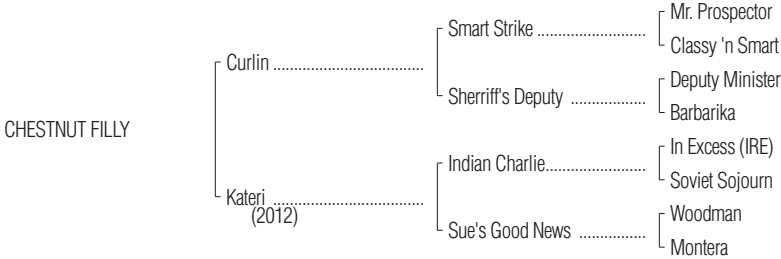 Mr. Prospector
Smart Strike ..........................
Classy 'n Smart
Curlin ....................................
Deputy Minister
Sherriff's Deputy ..................
Barbarika
CHESTNUT FILLY
In Excess (IRE)
Indian Charlie........................
Soviet Sojourn
Kateri ....................................
(2012)
Woodman
Sue's Good News ................
Montera